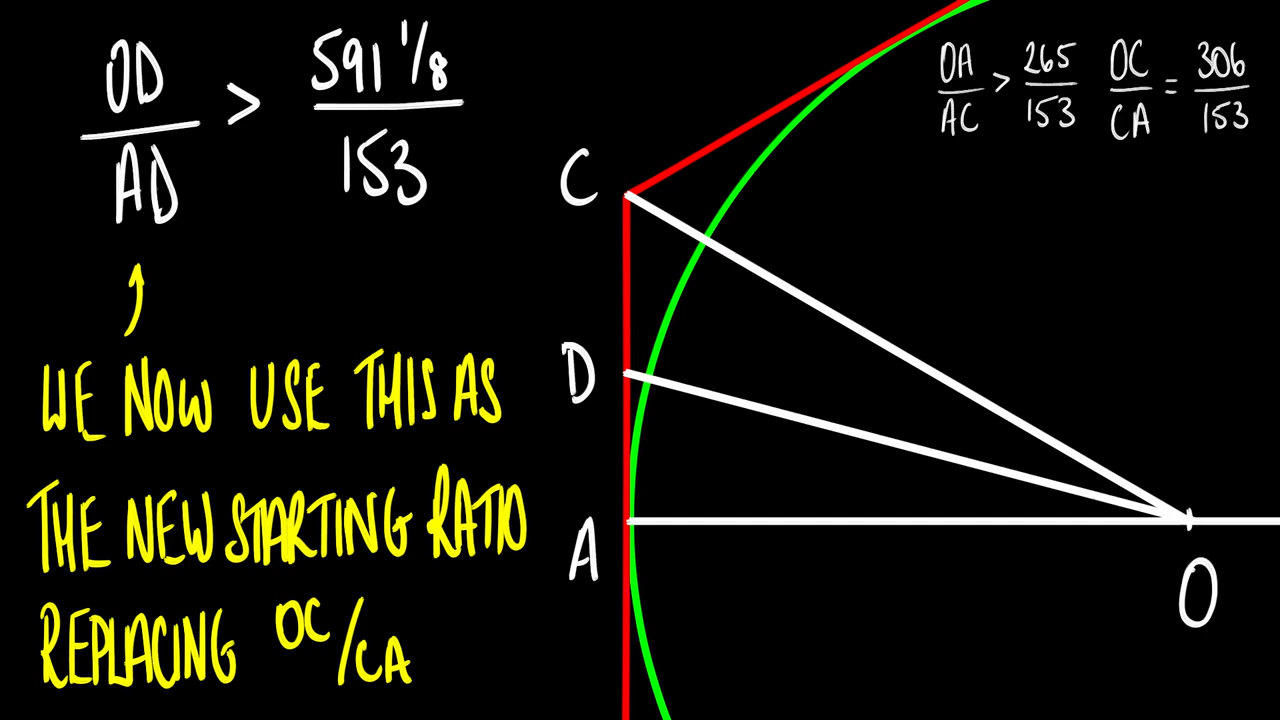 OD/AD > 591 1/8 / 153
OA/AC > 265/153 OC/CA = 306/153
C
D
A
O
WE NOW USE THIS AS
THE NEW STARTING RATIO
REPLACING OC/CA